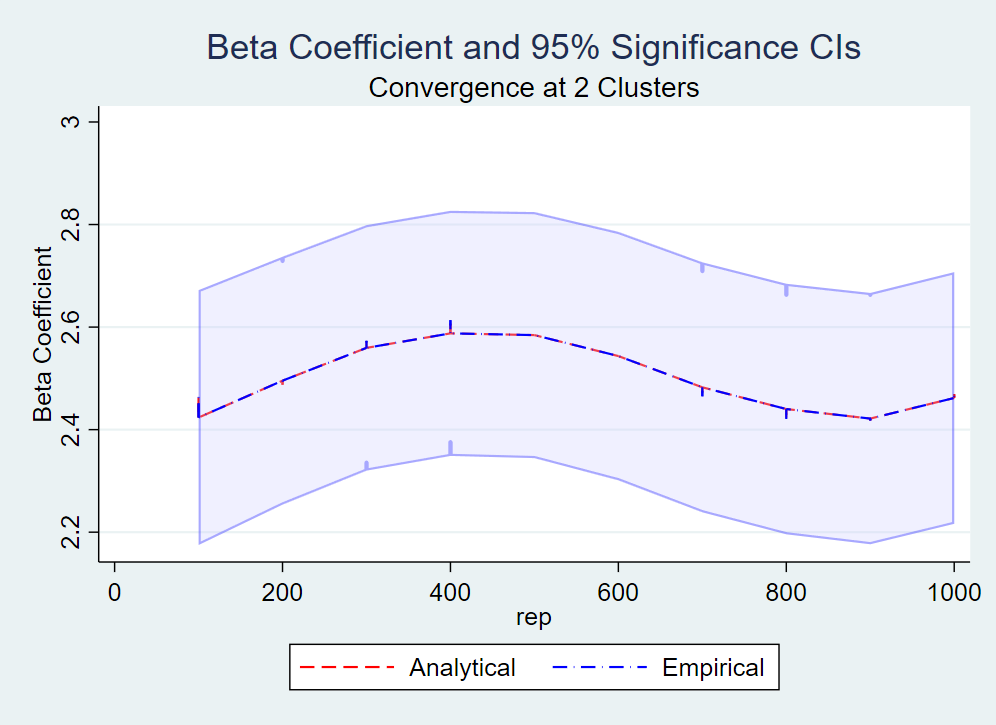 Beta Coefficient and 95% Significance CIs
Convergence at 2 Clusters
Beta Coefficient
3
2.8
2.6
2.4
2.2
0 200 400 600 800 1000
rep
Analytical Empirical